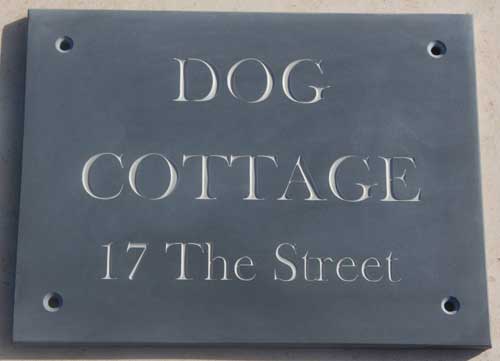 DOG
COTTAGE
17 The Street